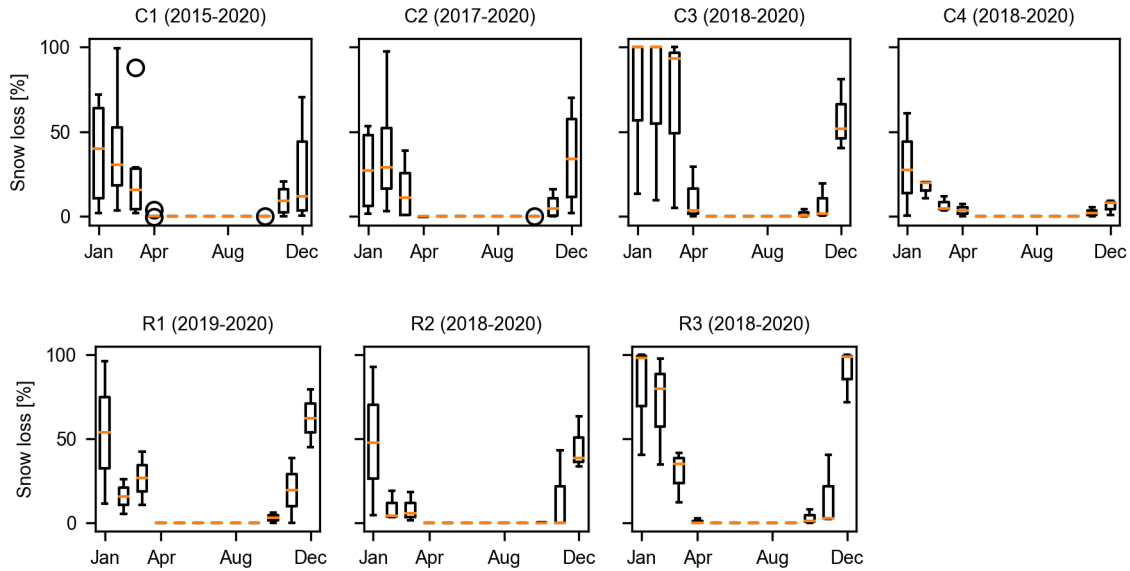 C1 (2015-2020) C2 (2017-2020) C3 (2018-2020) C4 (2018-2020)
100
50
0
Snow loss [%]
Jan Apr Aug Dec Jan Apr Aug Dec Jan Apr Aug Dec Jan Apr Aug Dec
R1 (2019-2020) R2 (2018-2020) R3 (2018-2020)
100
50
0
Snow loss [%]
Jan Apr Aug Dec Jan Apr Aug Dec Jan Apr Aug Dec